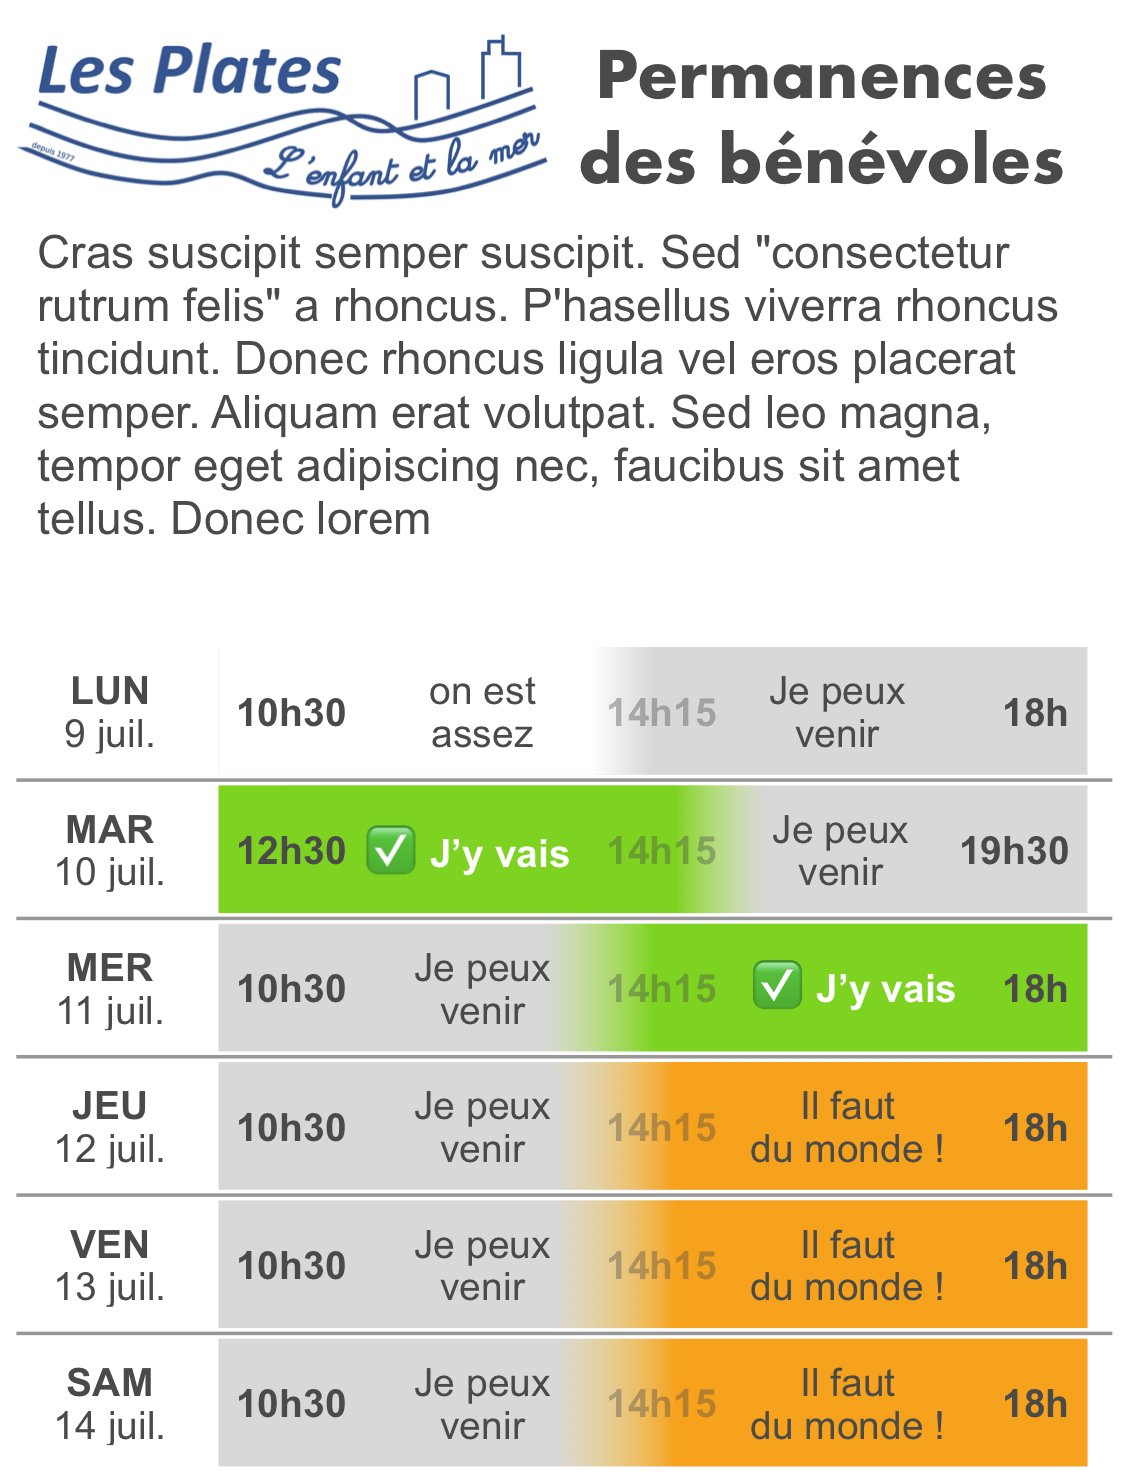 Les Plates
depuis 1977
L'enfant et la mer
Permanences
des bénévoles
Cras suscipit semper suscipit. Sed "consectetur
rutrum felis" a rhoncus. P'hasellus viverra rhoncus
tincidunt. Donec rhoncus ligula vel eros placerat
semper. Aliquam erat volutpat. Sed leo magna,
tempor eget adipiscing nec, faucibus sit amet
tellus. Donec lorem
LUN
9 juil.
10h30
on est
assez
14h15
Je peux
venir
18h
MAR
10 juil.
12h30
✅ J’y vais
14h15
Je peux
venir
19h30
MER
11 juil.
10h30
Je peux
venir
14h15
✅ J’y vais
18h
JEU
12 juil.
10h30
Je peux
venir
14h15
Il faut
du monde !
18h
VEN
13 juil.
10h30
Je peux
venir
14h15
Il faut
du monde !
18h
SAM
14 juil.
10h30
Je peux
venir
14h15
Il faut
du monde !
18h